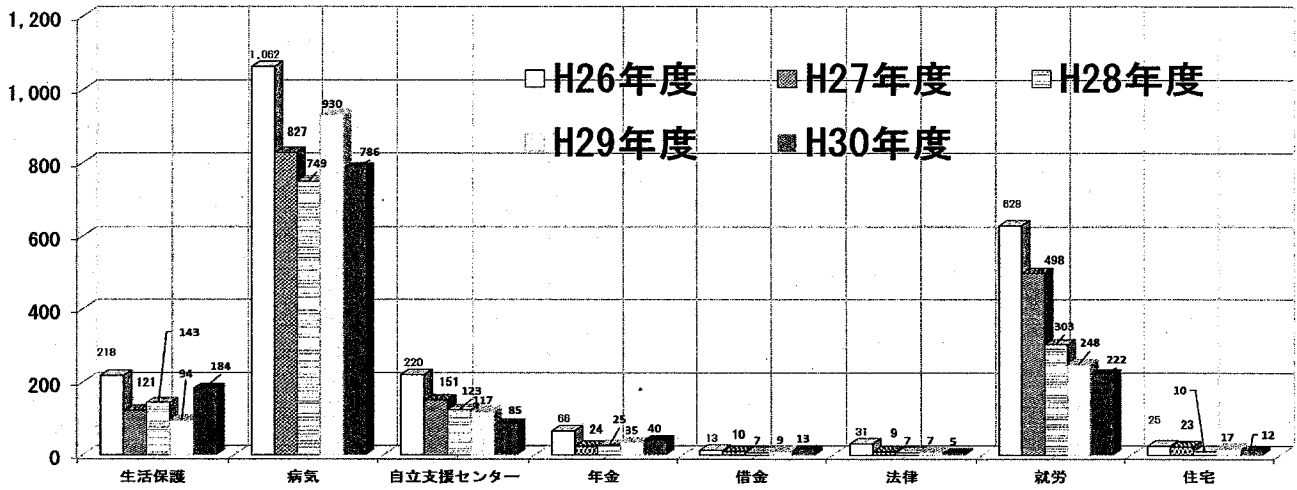 1,200
1,000
800
600
400
200
0
H26年度 H27年度 H28年度
H29年度 H30年度
218 121 143 94 184
1,062 827 749 930 786
220 151 123 117 85
66 24 25 35 40
13 10 7 9 13
31 9 7 7 5
628 498 303 248 222
25 23 10 17 12
生活保護 病気 自立支援センター 年金 借金 法律 就労 住宅